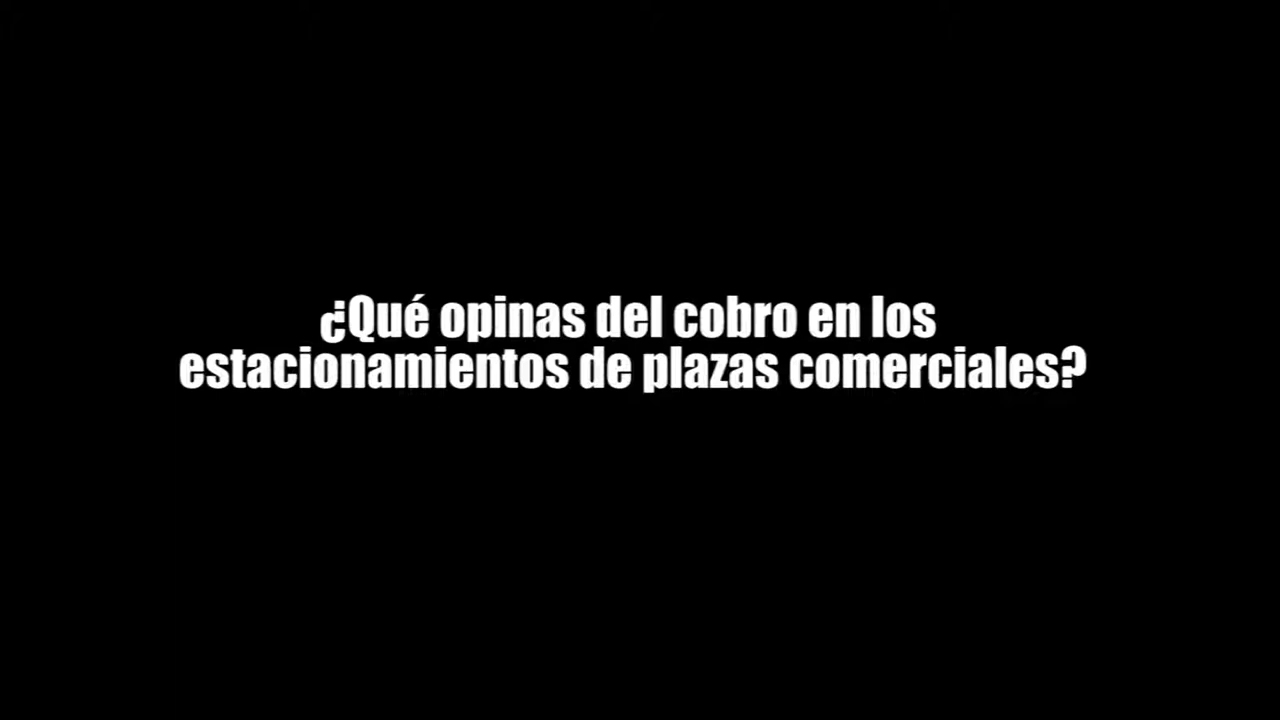 ¿Qué opinas del cobro en los
estacionamientos de plazas comerciales?